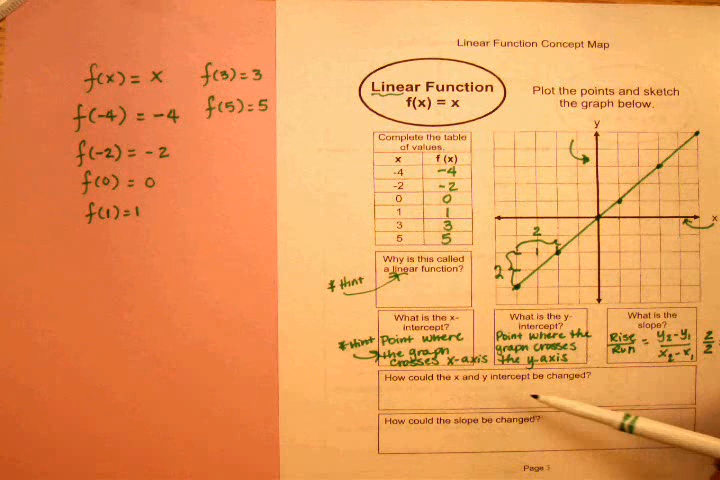 f(x) = x
f(3) = 3
f(-4) = -4
f(5) = 5
f(-2) = -2
f(0) = 0
f(1) = 1
Linear Function Concept Map
Linear Function
f(x) = x
Plot the points and sketch
the graph below.
Complete the table
of values.
x f (x)
-4 -4
-2 -2
0 0
1 1
3 3
5 5
y
x
2
1
2
Why is this called
a linear function?
* Hint
What is the x-
intercept?
* Hint Point where
the graph
crosses x-axis
What is the y-
intercept?
Point where the
graph crosses
the y-axis
What is the
slope?
Rise/Run = y2-y1/x2-x1 2/2 =
How could the x and y intercept be changed?
How could the slope be changed?
Page 1